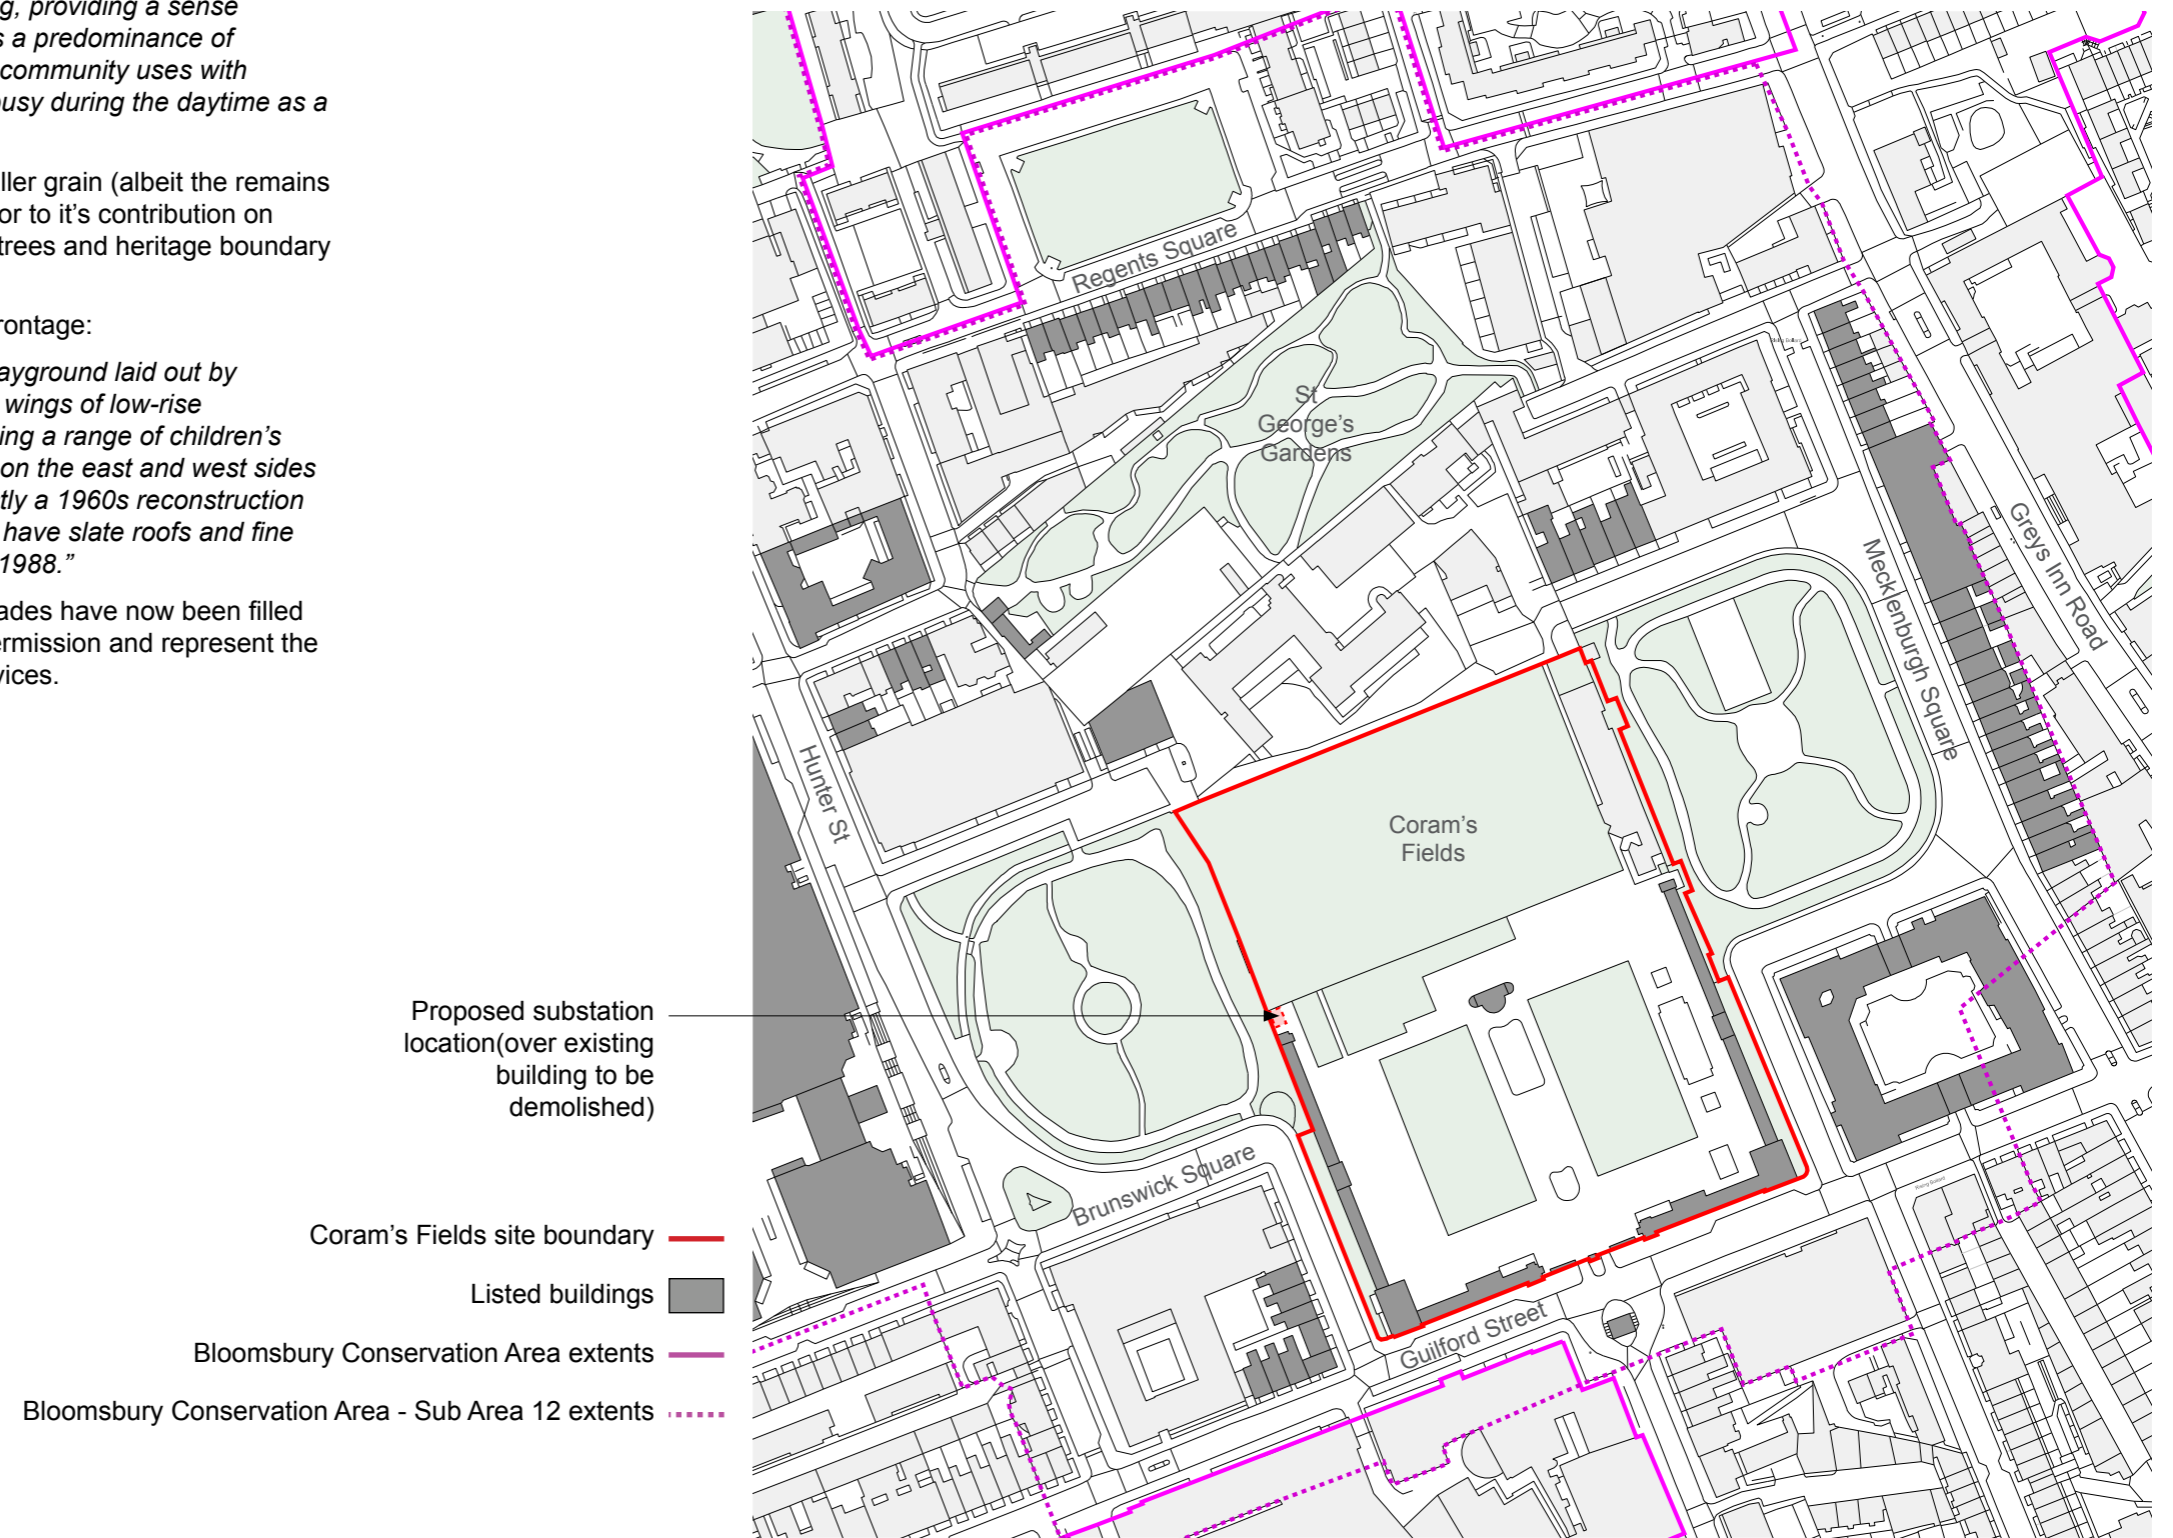 g, providing a sense
s a predominance of
community uses with
busy during the daytime as a
ller grain (albeit the remains
or to it's contribution on
trees and heritage boundary
rontage:
ayground laid out by
wings of low-rise
ing a range of children's
on the east and west sides
tly a 1960s reconstruction
have slate roofs and fine
1988.”
ades have now been filled
ermission and represent the
vices.
Proposed substation
location(over existing
building to be
demolished)
Coram's Fields site boundary
Listed buildings
Bloomsbury Conservation Area extents
Bloomsbury Conservation Area - Sub Area 12 extents
Regents Square
St
George's
Gardens
Greys Inn Road
Mecklenburgh Square
Hunter St
Coram's
Fields
Brunswick Square
Guilford Street